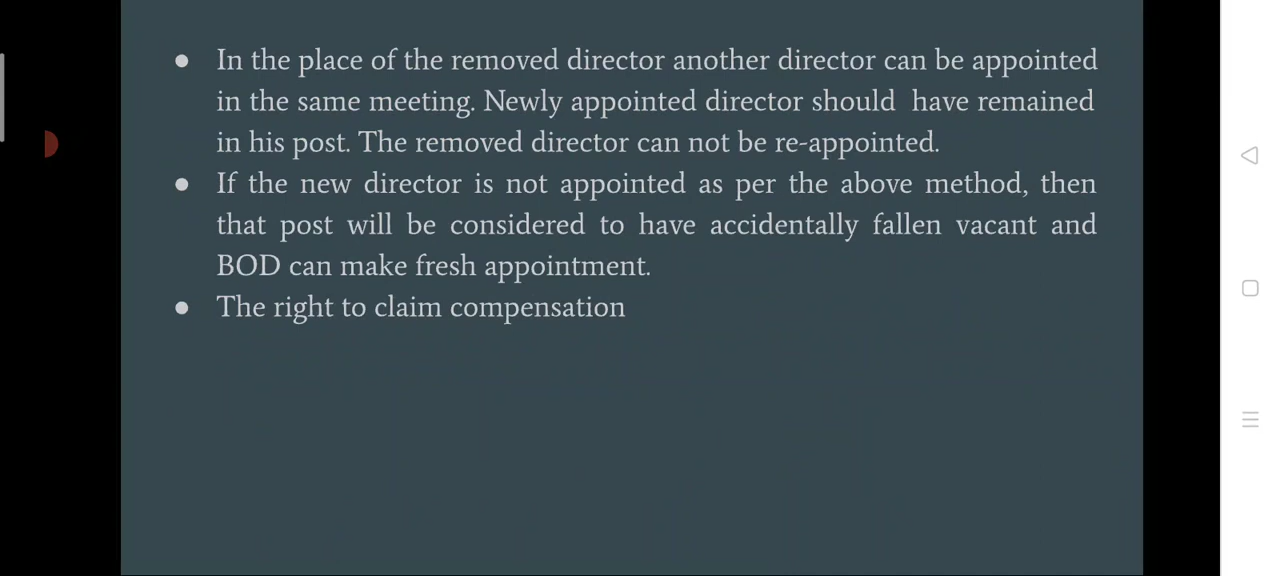 ● In the place of the removed director another director can be appointed
in the same meeting. Newly appointed director should have remained
in his post. The removed director can not be re-appointed.
● If the new director is not appointed as per the above method, then
that post will be considered to have accidentally fallen vacant and
BOD can make fresh appointment.
● The right to claim compensation